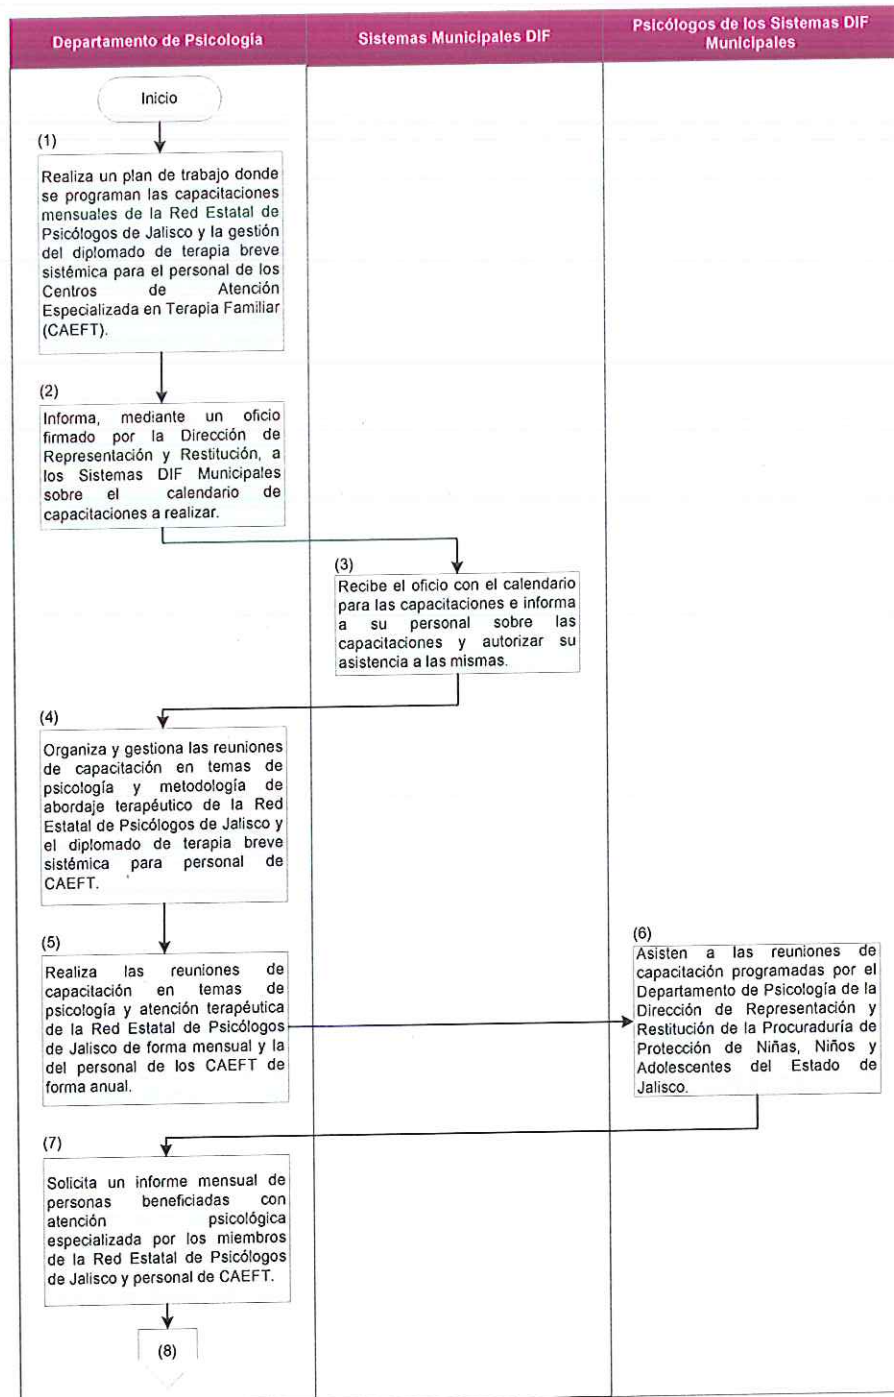 Departamento de Psicología
Sistemas Municipales DIF
Psicólogos de los Sistemas DIF
Municipales
Inicio
(1)
Realiza un plan de trabajo donde
se programan las capacitaciones
mensuales de la Red Estatal de
Psicólogos de Jalisco y la gestión
del diplomado de terapia breve
sistémica para el personal de los
Centros de Atención
Especializada en Terapia Familiar
(CAEFT).
(2)
Informa, mediante un oficio
firmado por la Dirección de
Representación y Restitución, a
los Sistemas DIF Municipales
sobre el calendario de
capacitaciones a realizar.
(3)
Recibe el oficio con el calendario
para las capacitaciones e informa
a su personal sobre las
capacitaciones y autorizar su
asistencia a las mismas.
(4)
Organiza y gestiona las reuniones
de capacitación en temas de
psicología y metodología de
abordaje terapéutico de la Red
Estatal de Psicólogos de Jalisco y
el diplomado de terapia breve
sistémica para personal de
CAEFT.
(5)
Realiza las reuniones de
capacitación en temas de
psicología y atención terapéutica
de la Red Estatal de Psicólogos
de Jalisco de forma mensual y la
del personal de los CAEFT de
forma anual.
(6)
Asisten a las reuniones de
capacitación programadas por el
Departamento de Psicología de la
Dirección de Representación y
Restitución de la Procuraduría de
Protección de Niñas, Niños y
Adolescentes del Estado de
Jalisco.
(7)
Solicita un informe mensual de
personas beneficiadas con
atención psicológica
especializada por los miembros
de la Red Estatal de Psicólogos
de Jalisco y personal de CAEFT.
(8)